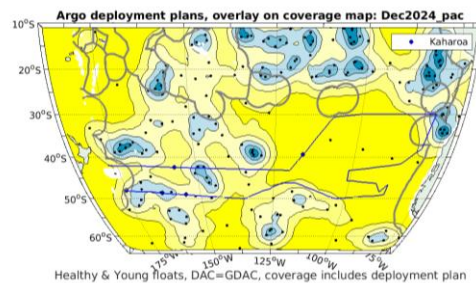 Argo deployment plans, overlay on coverage map: Dec2024_pac
10°S
Kaharoa
20°S
30°S
40°S
50°S
60°S
175°W
150°W
125°W
100°W
75°W
Healthy & Young floats, DAC=GDAC, coverage includes deployment plan